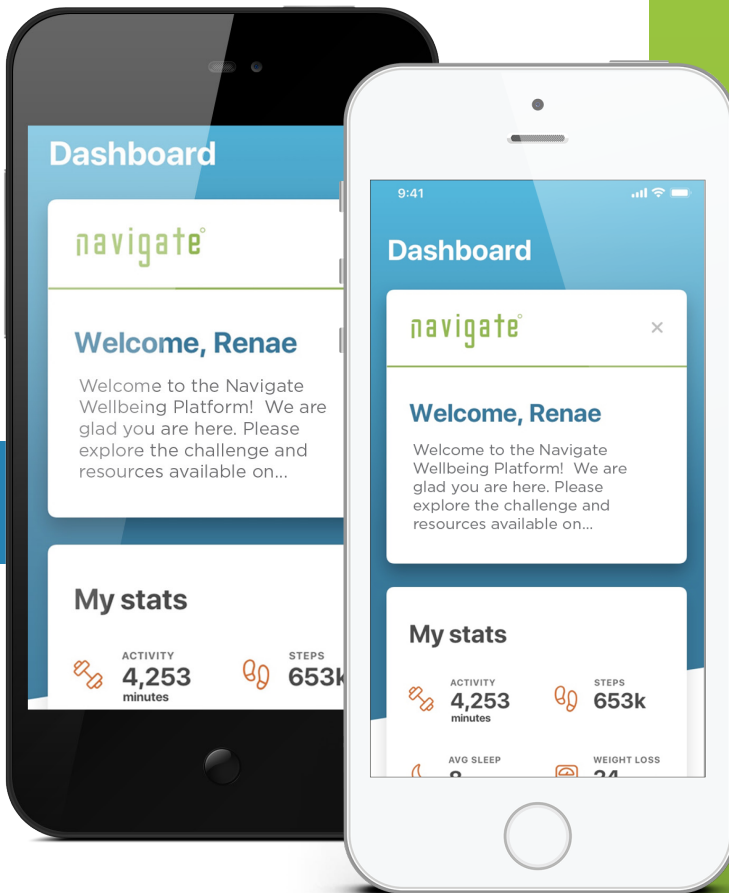 Dashboard
navigate
Welcome, Renae
Welcome to the Navigate
Wellbeing Platform!  We are
glad you are here. Please
explore the challenge and
resources available on...
My stats
ACTIVITY
4,253
minutes
STEPS
653k
9:41
Dashboard
navigate
Welcome, Renae
Welcome to the Navigate
Wellbeing Platform!  We are
glad you are here. Please
explore the challenge and
resources available on...
My stats
ACTIVITY
4,253
minutes
STEPS
653k
AVG SLEEP
WEIGHT LOSS